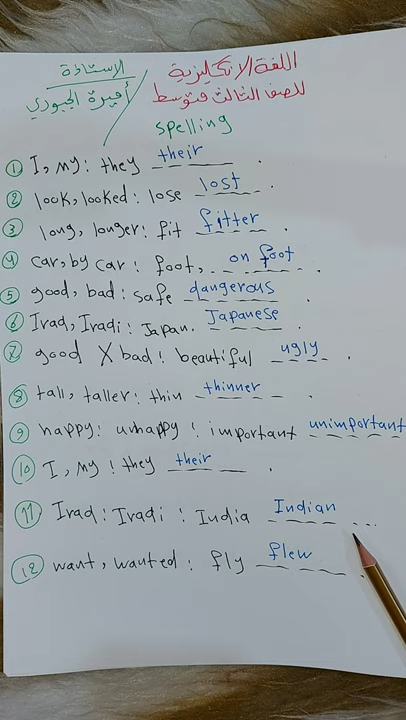 اللغة الانكليزية
للصف الثالث متوسط
الاستاذة
أميرة الجبوري
spelling
① I, my: they their .
② look, looked: lose lost .
③ long, longer: fit fitter .
④ car, by car: foot, on foot .
⑤ good, bad: safe dangerous .
⑥ Iraq, Iraqi: Japan. Japanese .
⑦ good X bad: beautiful ugly .
⑧ tall, taller: thin thinner .
⑨ happy: unhappy: important unimportant
⑩ I, my: they their .
⑪ Iraq: Iraqi: India Indian ...
⑫ want, wanted: fly flew .